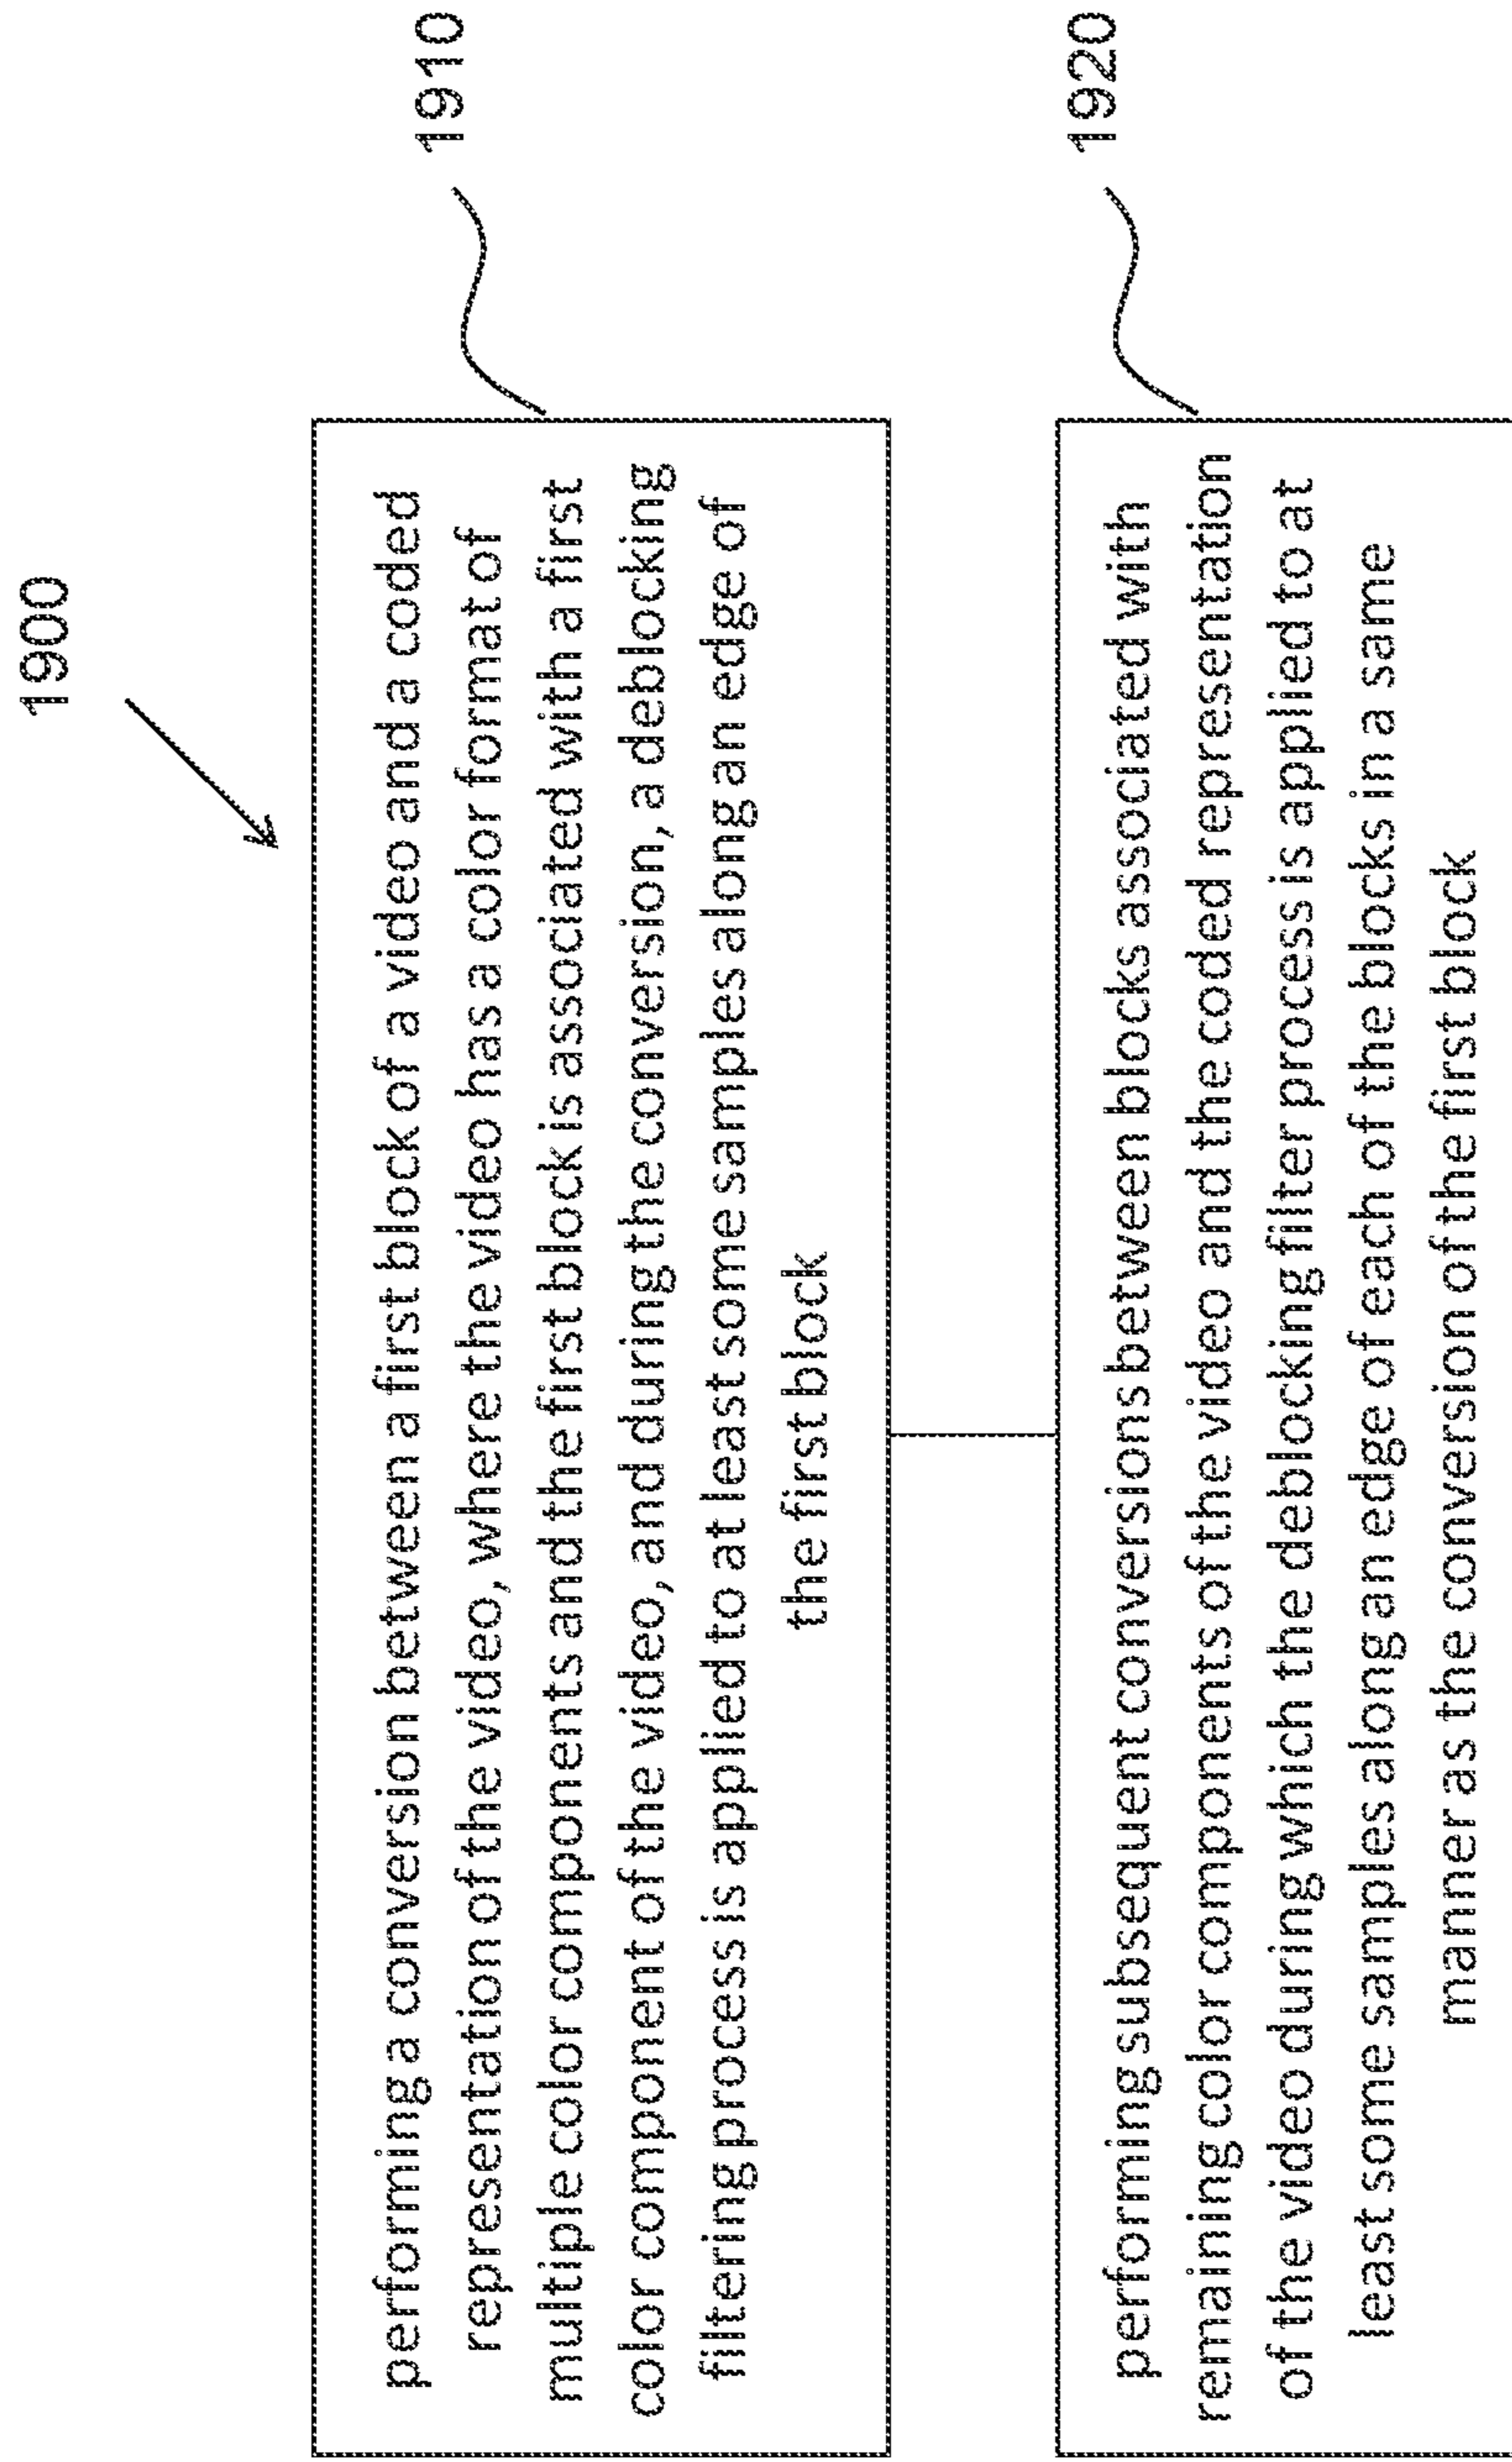 1900
performing a conversion between a first block of a video and a coded
representation of the video, where the video has a color format of
multiple color components and the first block is associated with a first
color component of the video, and during the conversion, a deblocking
filtering process is applied to at least some samples along an edge of
the first block
1910
performing subsequent conversions between blocks associated with
remaining color components of the video and the coded representation
of the video during which the deblocking filter process is applied to at
least some samples along an edge of each of the blocks in a same
manner as the conversion of the first block
1920